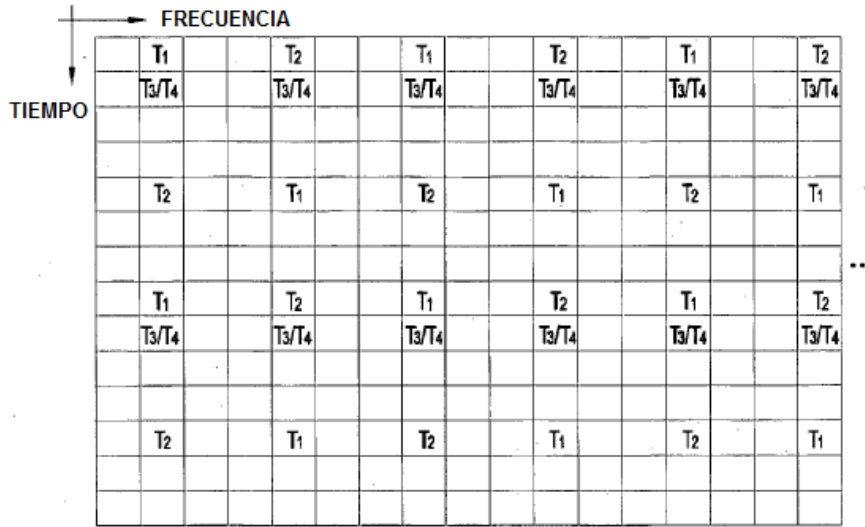 FRECUENCIA
T1 T2 T1 T2 T1 T2
T3/T4 T3/T4 T3/T4 T3/T4 T3/T4 T3/T4
TIEMPO
T2 T1 T2 T1 T2 T1
...
T1 T2 T1 T2 T1 T2
T3/T4 T3/T4 T3/T4 T3/T4 T3/T4 T3/T4
T2 T1 T2 T1 T2 T1